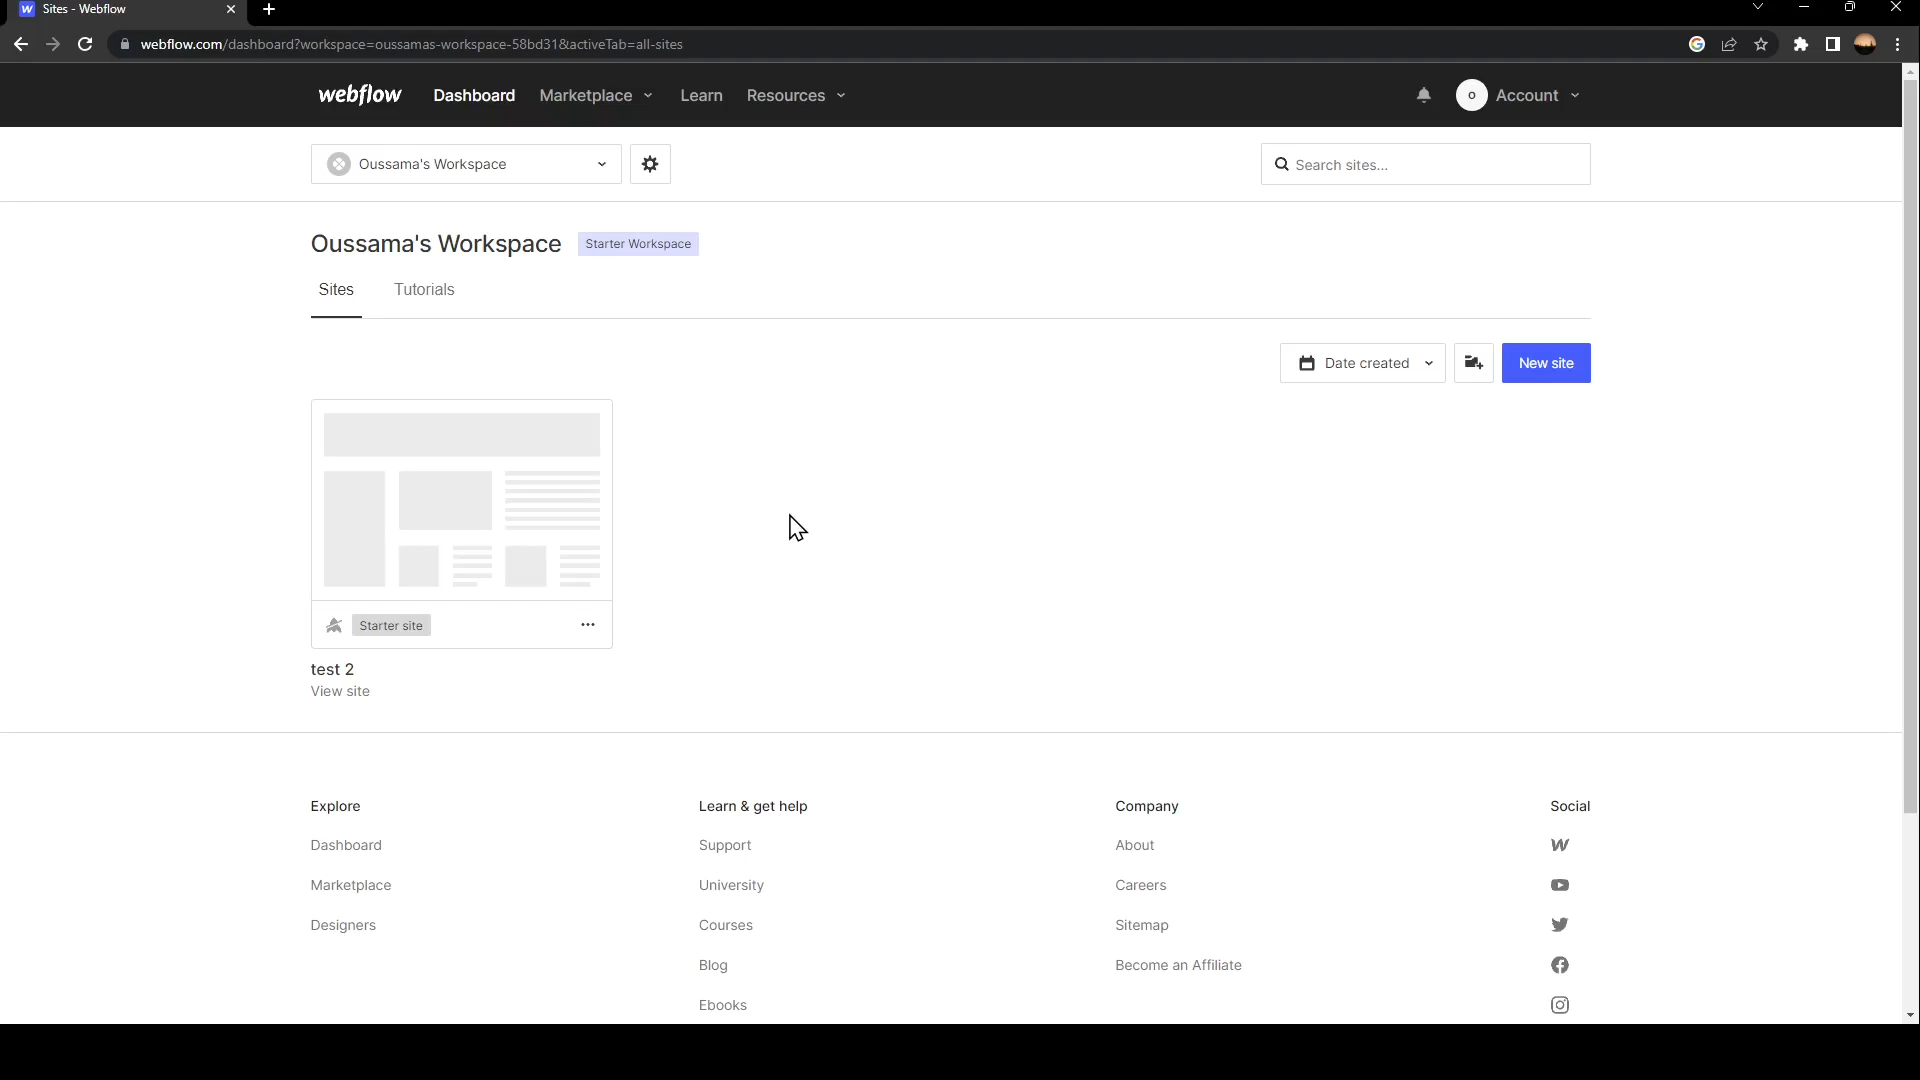 Sites - Webflow
webflow.com/dashboard?workspace=oussamas-workspace-58bd31&activeTab=all-sites
webflow Dashboard Marketplace Learn Resources O Account
Oussama's Workspace Search sites...
Oussama's Workspace Starter Workspace
Sites Tutorials
Date created New site
Starter site
test 2
View site
Explore Learn & get help Company Social
Dashboard Support About
Marketplace University Careers
Designers Courses Sitemap
Blog Become an Affiliate
Ebooks